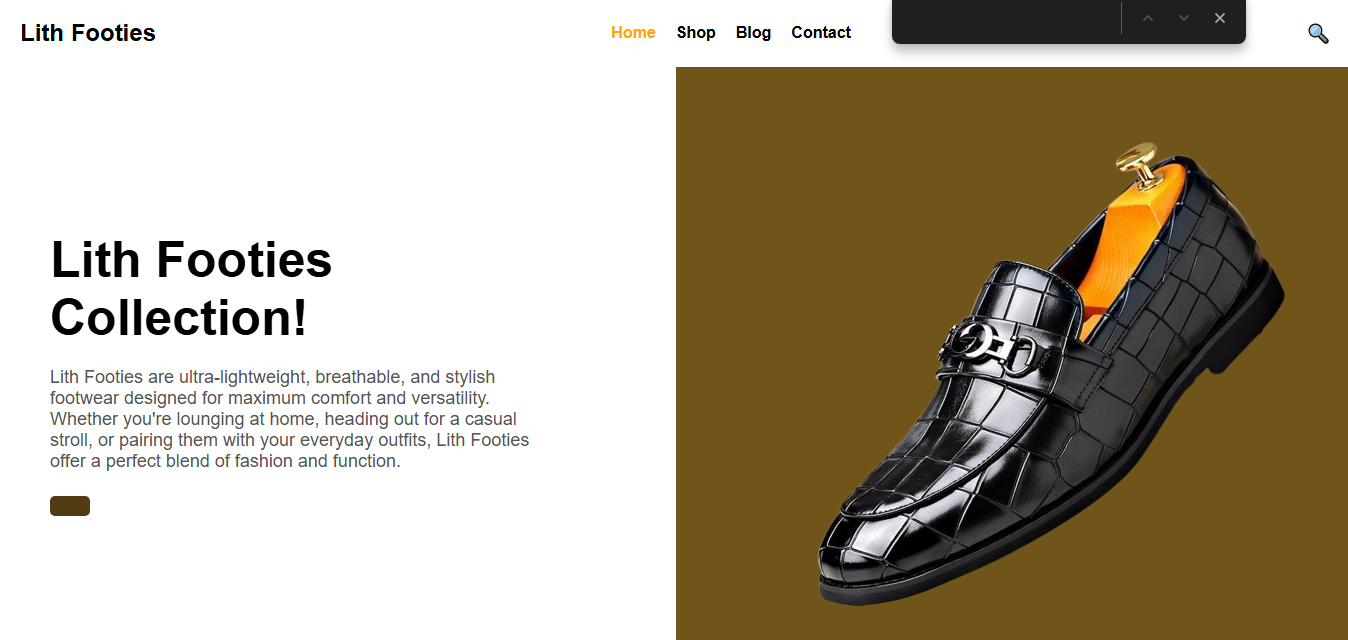 Lith Footies
Home Shop Blog Contact
Lith Footies
Collection!
Lith Footies are ultra-lightweight, breathable, and stylish
footwear designed for maximum comfort and versatility.
Whether you're lounging at home, heading out for a casual
stroll, or pairing them with your everyday outfits, Lith Footies
offer a perfect blend of fashion and function.